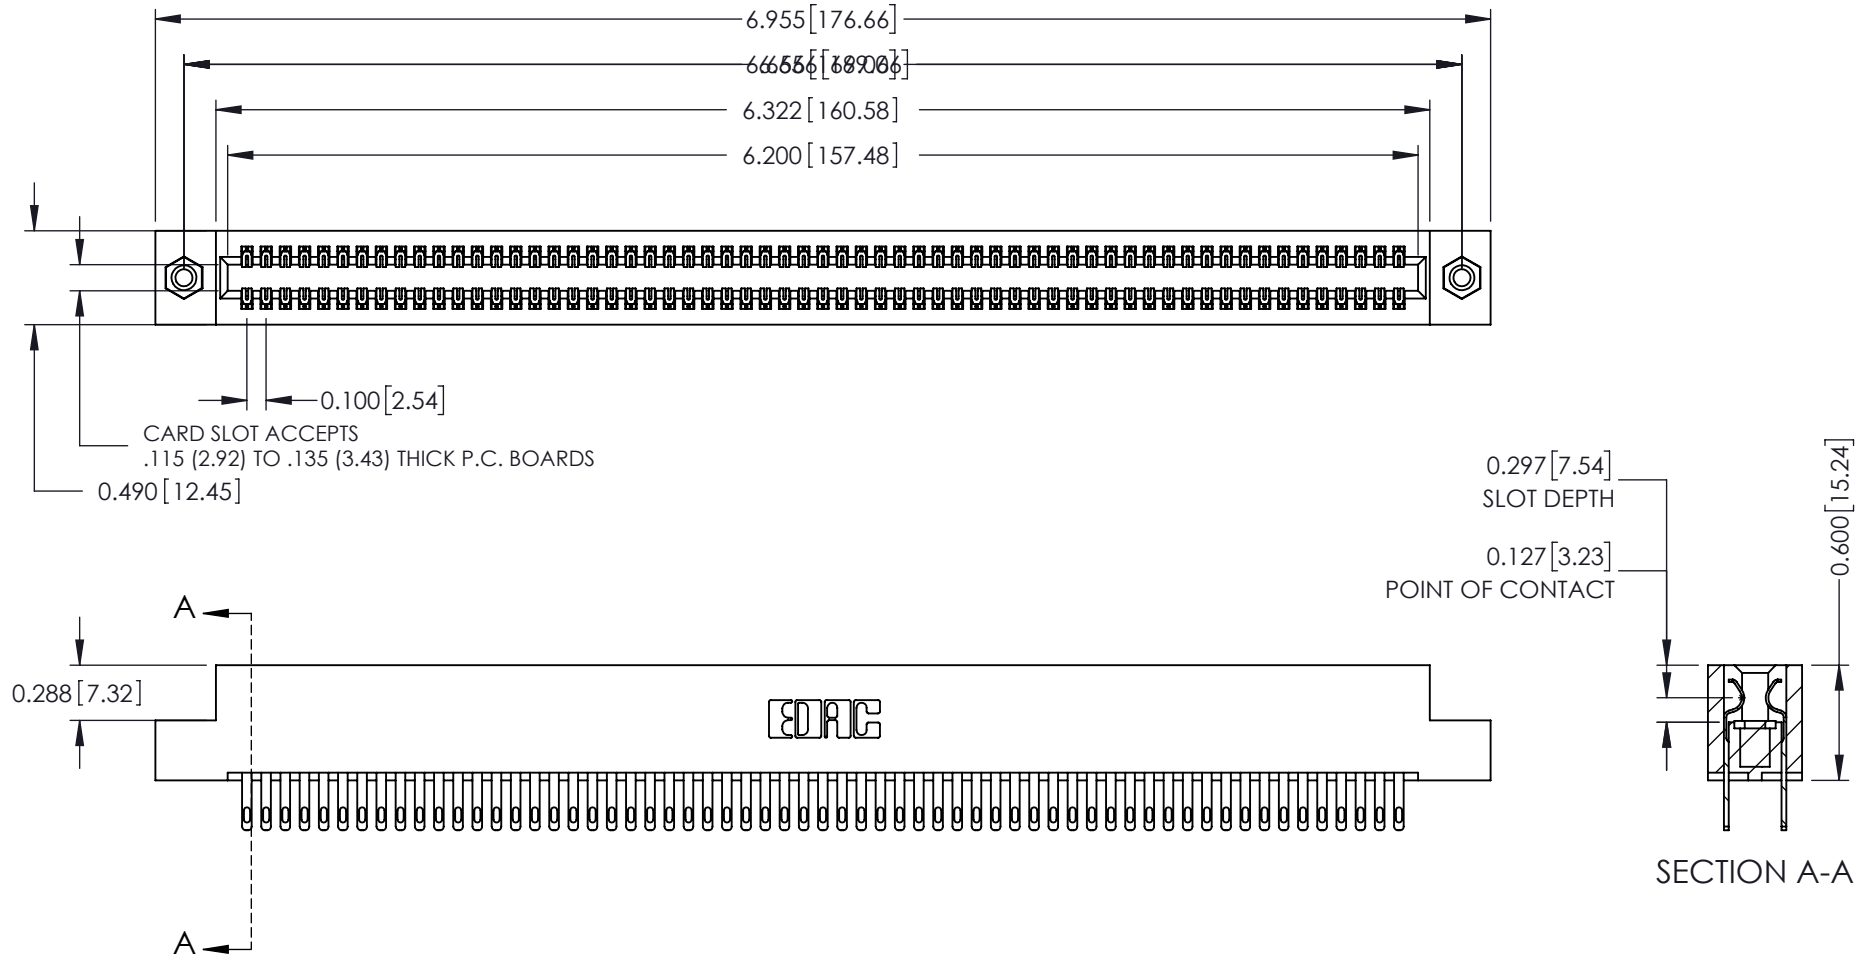 6.955[176.66]
6.322[160.58]
6.200[157.48]
0.100[2.54]
CARD SLOT ACCEPTS
.115 (2.92) TO .135 (3.43) THICK P.C. BOARDS
0.490[12.45]
0.297[7.54]
SLOT DEPTH
0.127[3.23]
POINT OF CONTACT
0.600[15.24]
A
0.288[7.32]
EDAC
A
SECTION A-A